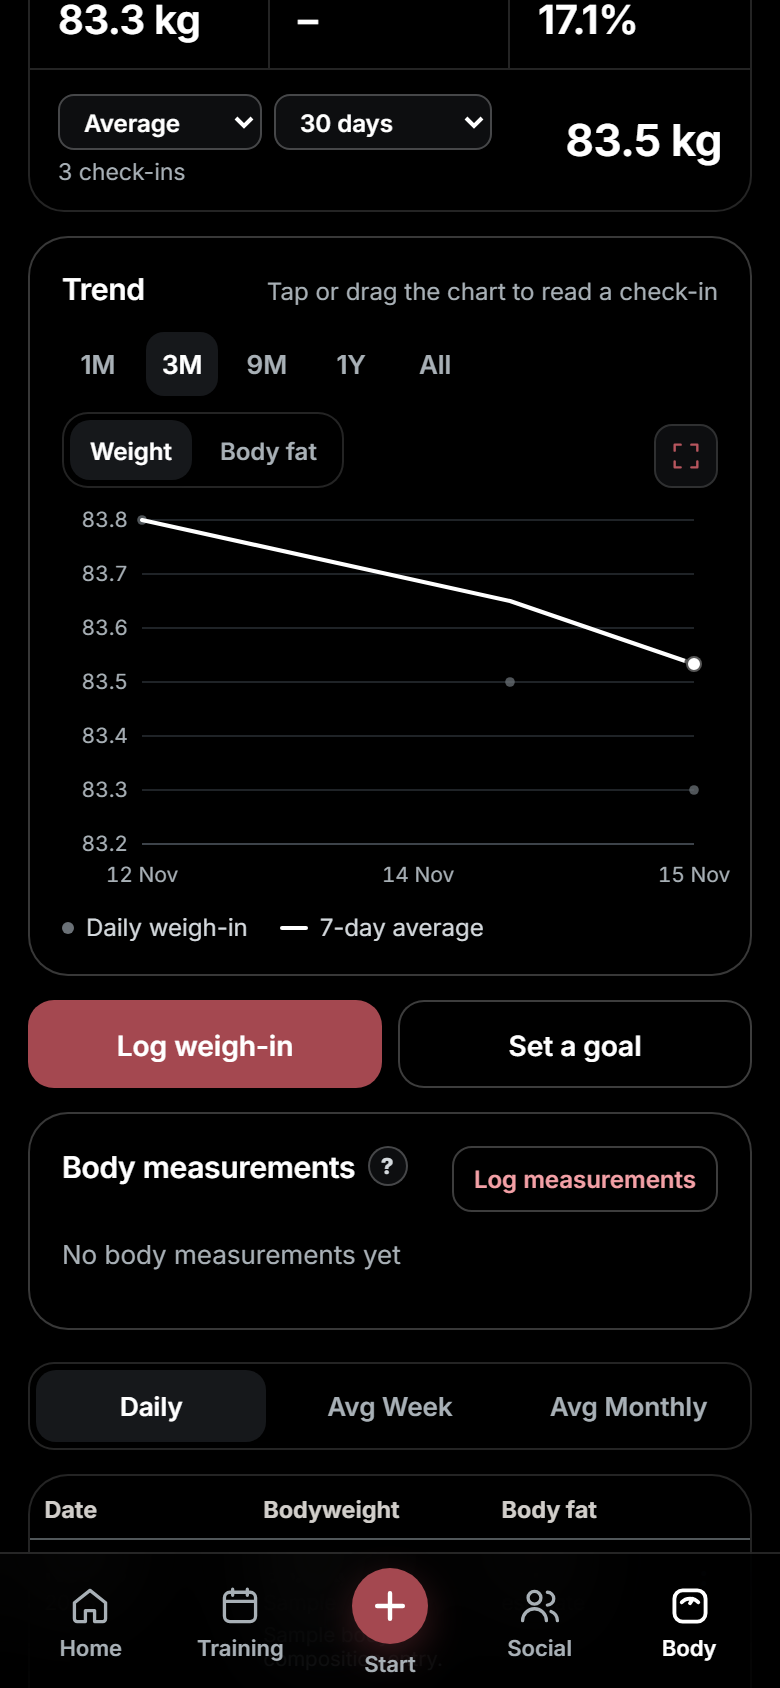 83.3 kg – 17.1%
Average 30 days 83.5 kg
3 check-ins
Trend Tap or drag the chart to read a check-in
1M 3M 9M 1Y All
Weight Body fat
83.8
83.7
83.6
83.5
83.4
83.3
83.2
12 Nov 14 Nov 15 Nov
Daily weigh-in 7-day average
Log weigh-in Set a goal
Body measurements ? Log measurements
No body measurements yet
Daily Avg Week Avg Monthly
Date Bodyweight Body fat
Home Training Start Social Body